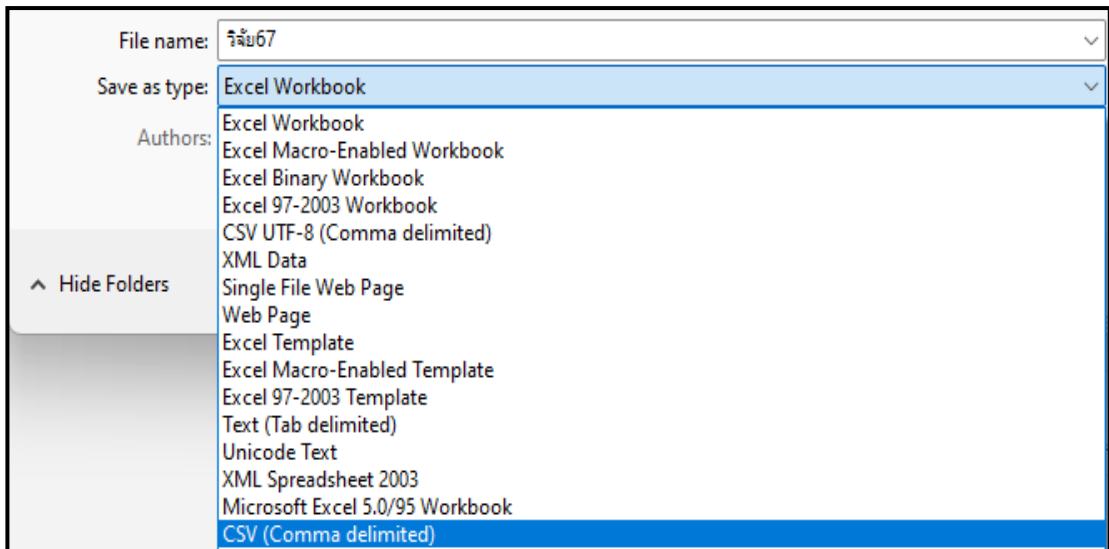 File name: วิจัย67
Save as type: Excel Workbook
Authors:
Excel Workbook
Excel Macro-Enabled Workbook
Excel Binary Workbook
Excel 97-2003 Workbook
CSV UTF-8 (Comma delimited)
XML Data
Single File Web Page
Web Page
Excel Template
Excel Macro-Enabled Template
Excel 97-2003 Template
Text (Tab delimited)
Unicode Text
XML Spreadsheet 2003
Microsoft Excel 5.0/95 Workbook
CSV (Comma delimited)
Hide Folders